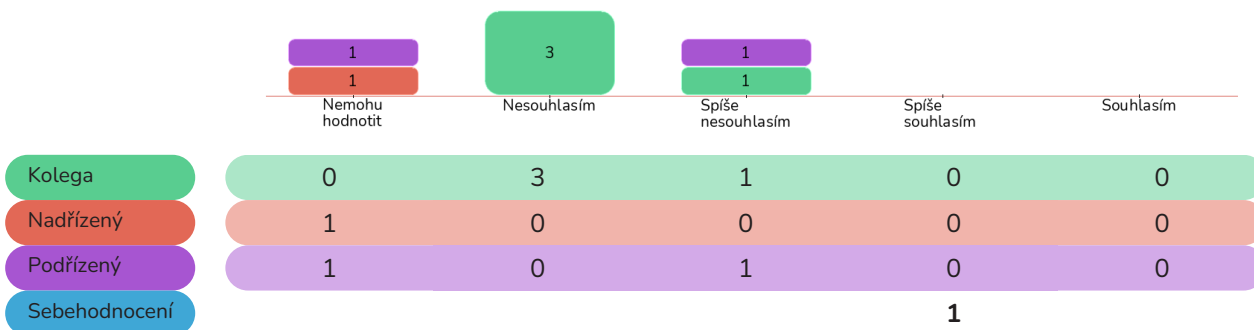 1
1
3
1
1
Nemohu
hodnotit
Nesouhlasím
Spíše
nesouhlasím
Spíše
souhlasím
Souhlasím
Kolega 0 3 1 0 0
Nadřízený 1 0 0 0 0
Podřízený 1 0 1 0 0
Sebehodnocení 1